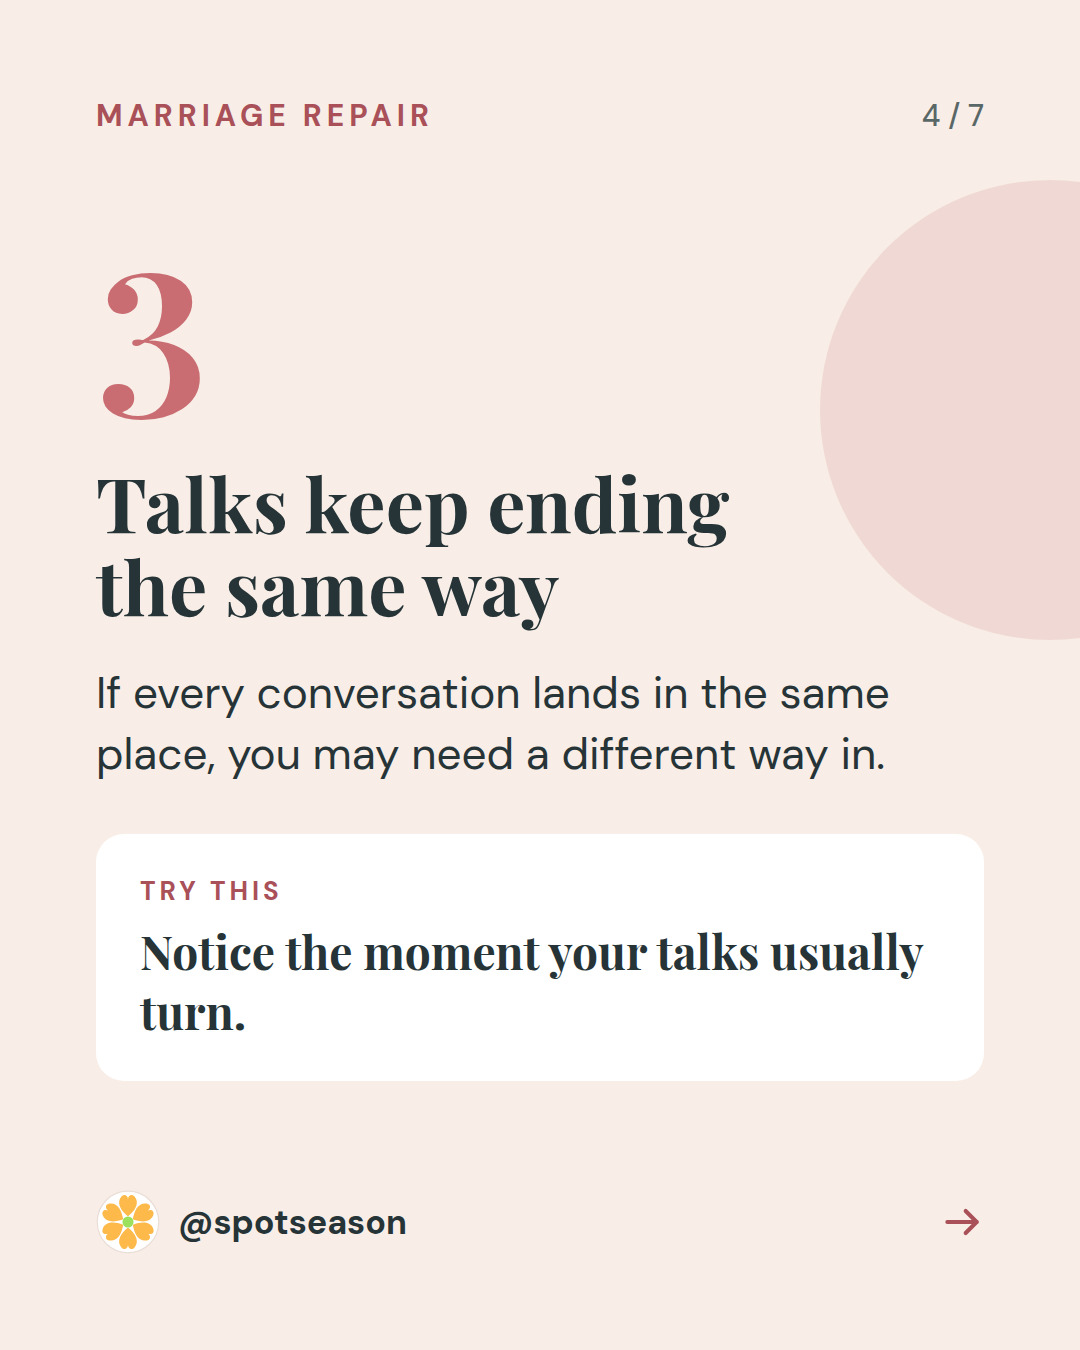 MARRIAGE REPAIR
4 / 7
3
Talks keep ending
the same way
If every conversation lands in the same
place, you may need a different way in.
TRY THIS
Notice the moment your talks usually
turn.
@spotseason